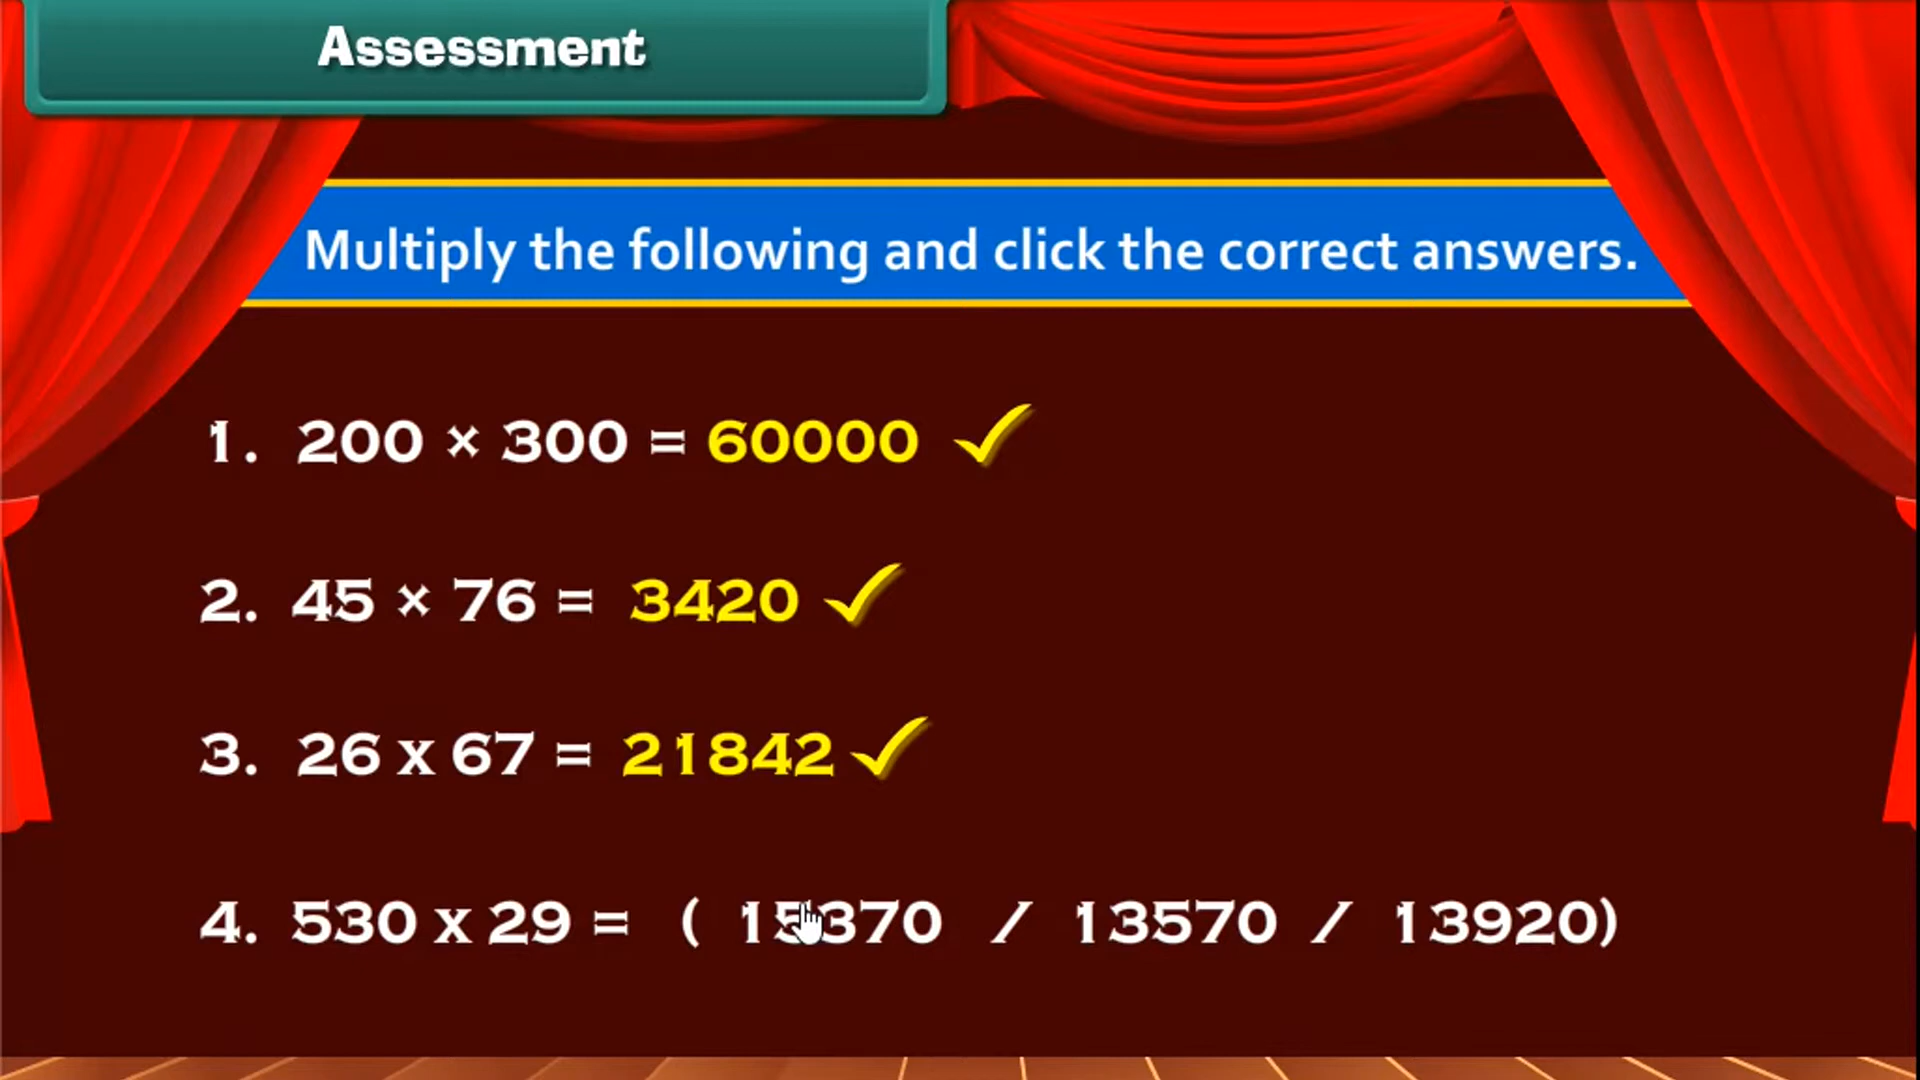 Assessment
Multiply the following and click the correct answers.
1. 200 × 300 = 60000
2. 45 × 76 = 3420
3. 26 x 67 = 21842
4. 530 x 29 = ( 15370 / 13570 / 13920)